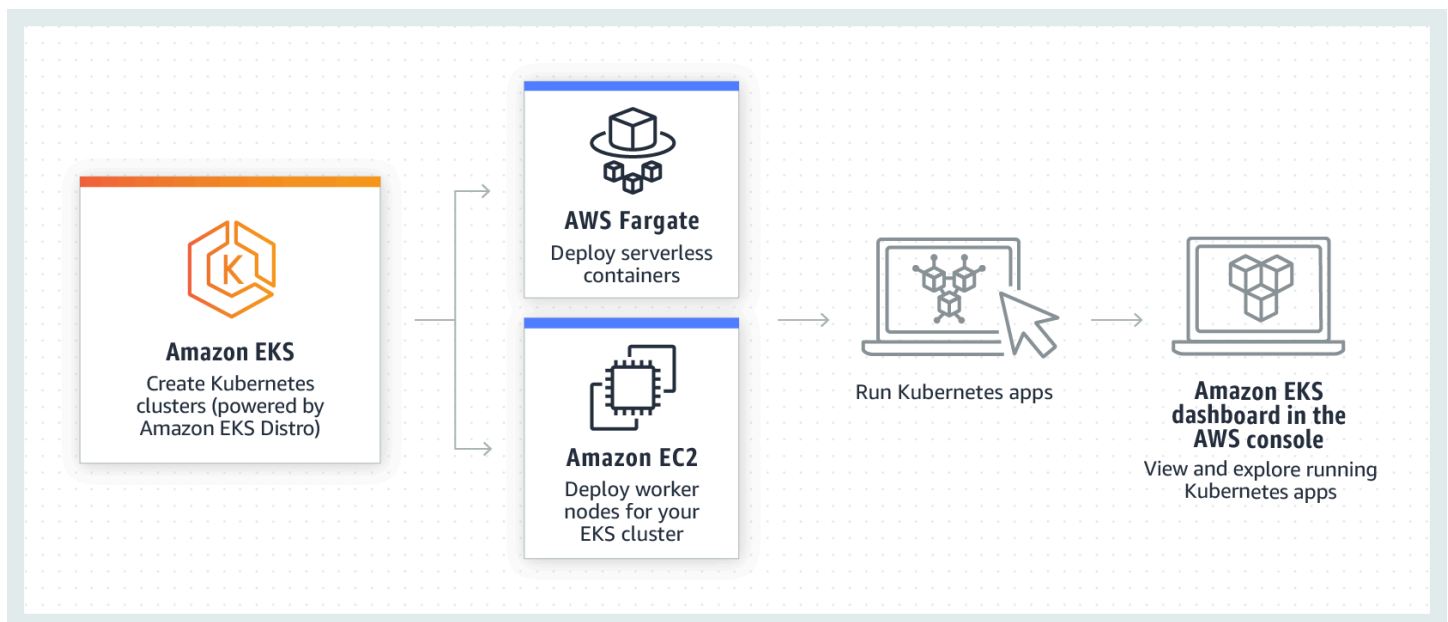 K
Amazon EKS
Create Kubernetes
clusters (powered by
Amazon EKS Distro)
AWS Fargate
Deploy serverless
containers
Amazon EC2
Deploy worker
nodes for your
EKS cluster
Run Kubernetes apps
Amazon EKS
dashboard in the
AWS console
View and explore running
Kubernetes apps